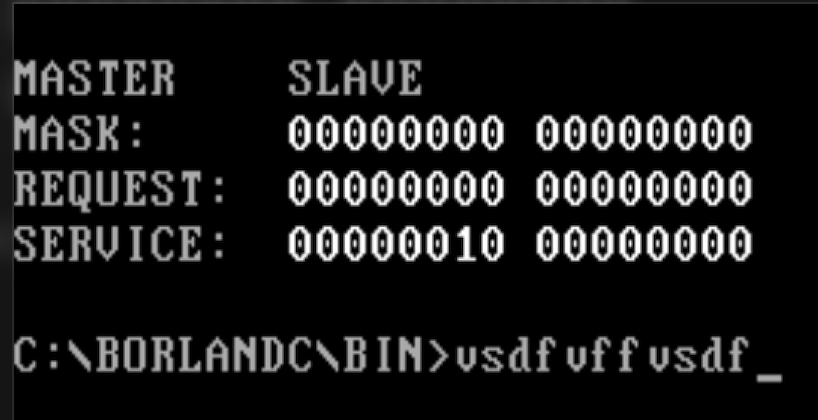 MASTER SLAVE
MASK: 00000000 00000000
REQUEST: 00000000 00000000
SERVICE: 00000010 00000000
C:\BORLANDC\BIN>vsdfvffvsdf_